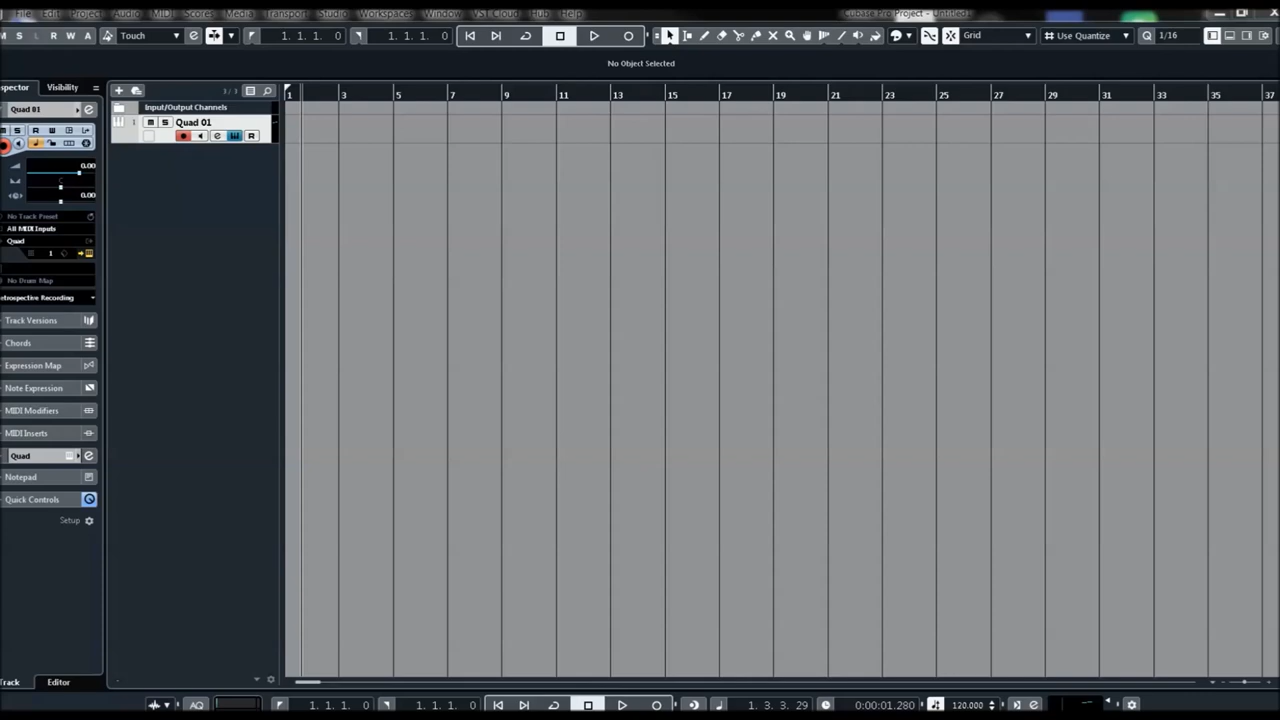 File Edit Project Audio MIDI Scores Media Transport Studio Workspaces Window VST Cloud Hub Help Cubase Pro Project - Untitled1
M S L R W A Touch 1. 1. 1. 0 1. 1. 1. 0 Grid Use Quantize Q 1/16
No Object Selected
spector Visibility 3 / 3 1 3 5 7 9 11 13 15 17 19 21 23 25 27 29 31 33 35 37
Quad 01 Input/Output Channels
1 m S Quad 01
S R W
e R
0.00
C
0.00
No Track Preset
All MIDI Inputs
Quad
1
No Drum Map
etrospective Recording
Track Versions
Chords
Expression Map
Note Expression
MIDI Modifiers
MIDI Inserts
Quad
Notepad
Quick Controls
Setup
Track Editor
AQ 1. 1. 1. 0 1. 1. 1. 0 1. 3. 3. 29 0:00:01.280 120.000